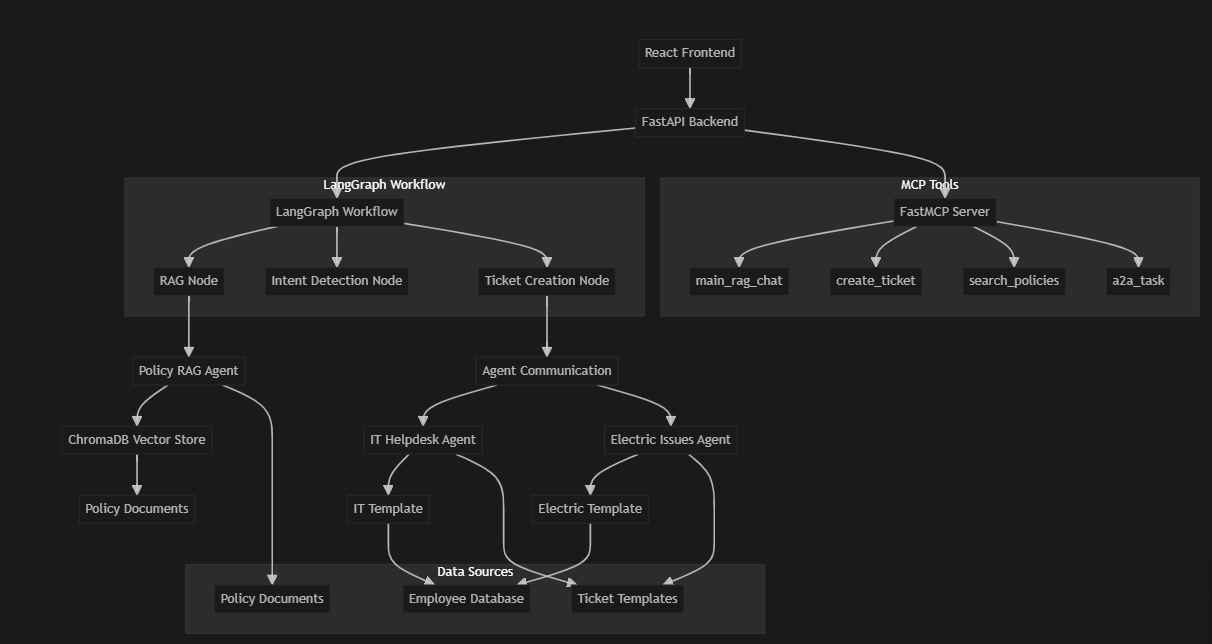 React Frontend
FastAPI Backend
LangGraph Workflow
MCP Tools
LangGraph Workflow
FastMCP Server
RAG Node
Intent Detection Node
Ticket Creation Node
main_rag_chat
create_ticket
search_policies
a2a_task
Policy RAG Agent
Agent Communication
ChromaDB Vector Store
IT Helpdesk Agent
Electric Issues Agent
Policy Documents
IT Template
Electric Template
Data Sources
Policy Documents
Employee Database
Ticket Templates